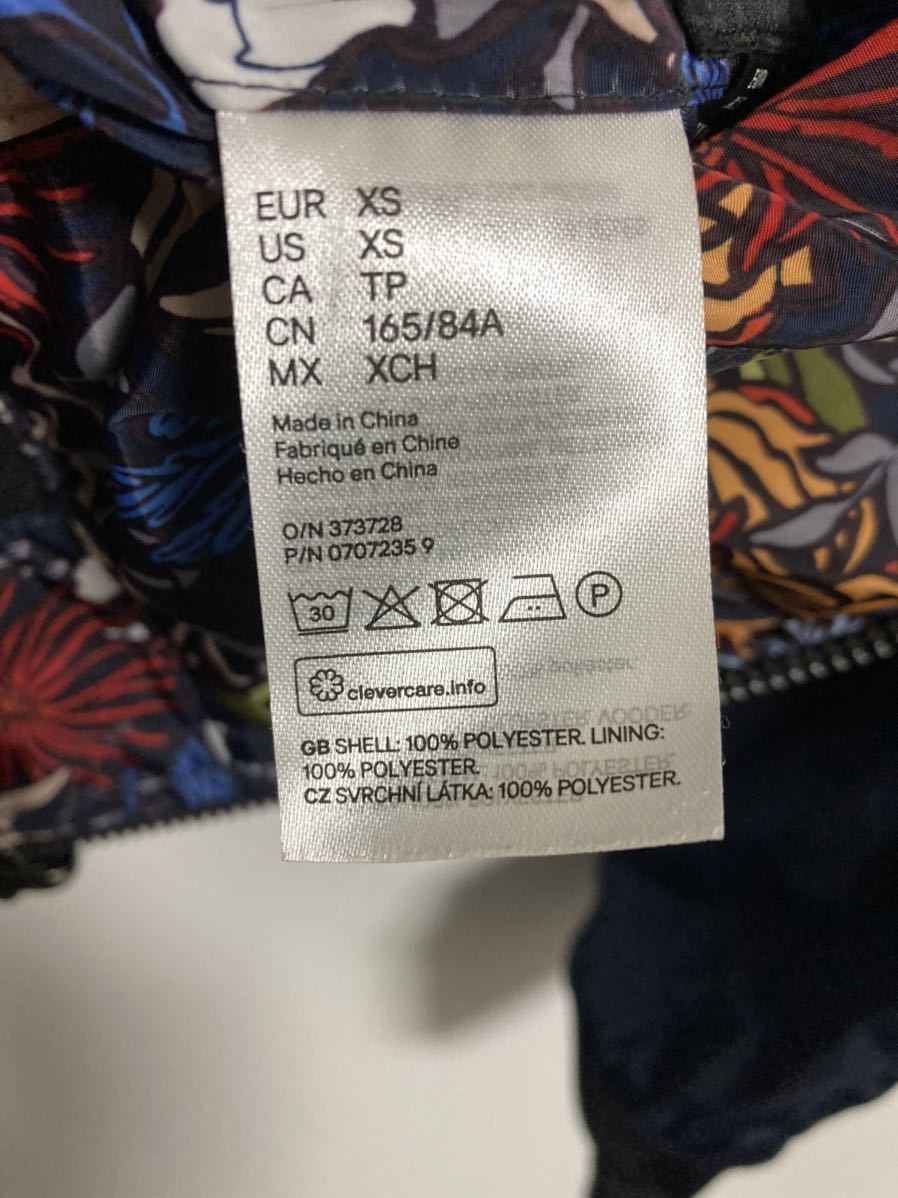 EUR XS
US XS
CA TP
CN 165/84A
MX XCH
Made in China
Fabriqué en Chine
Hecho en China
O/N 373728
P/N 0707235 9
30
P
clevercare.info
GB SHELL: 100% POLYESTER. LINING:
100% POLYESTER.
CZ SVRCHNÍ LÁTKA: 100% POLYESTER.